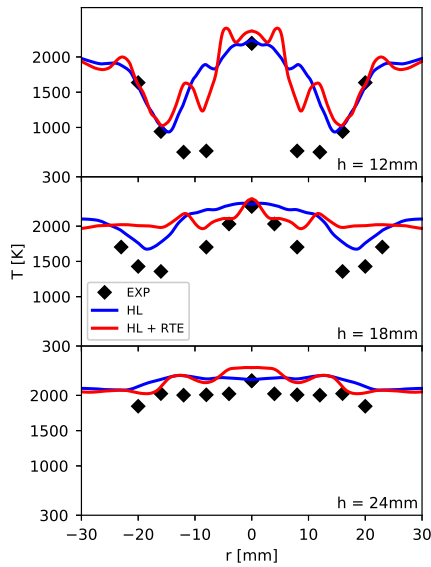 2000
1500
1000
h = 12mm
300
2000
1500
T [K]
1000
EXP
HL
HL + RTE
h = 18mm
300
2000
1500
1000
h = 24mm
300
−30 −20 −10 0 10 20 30
r [mm]